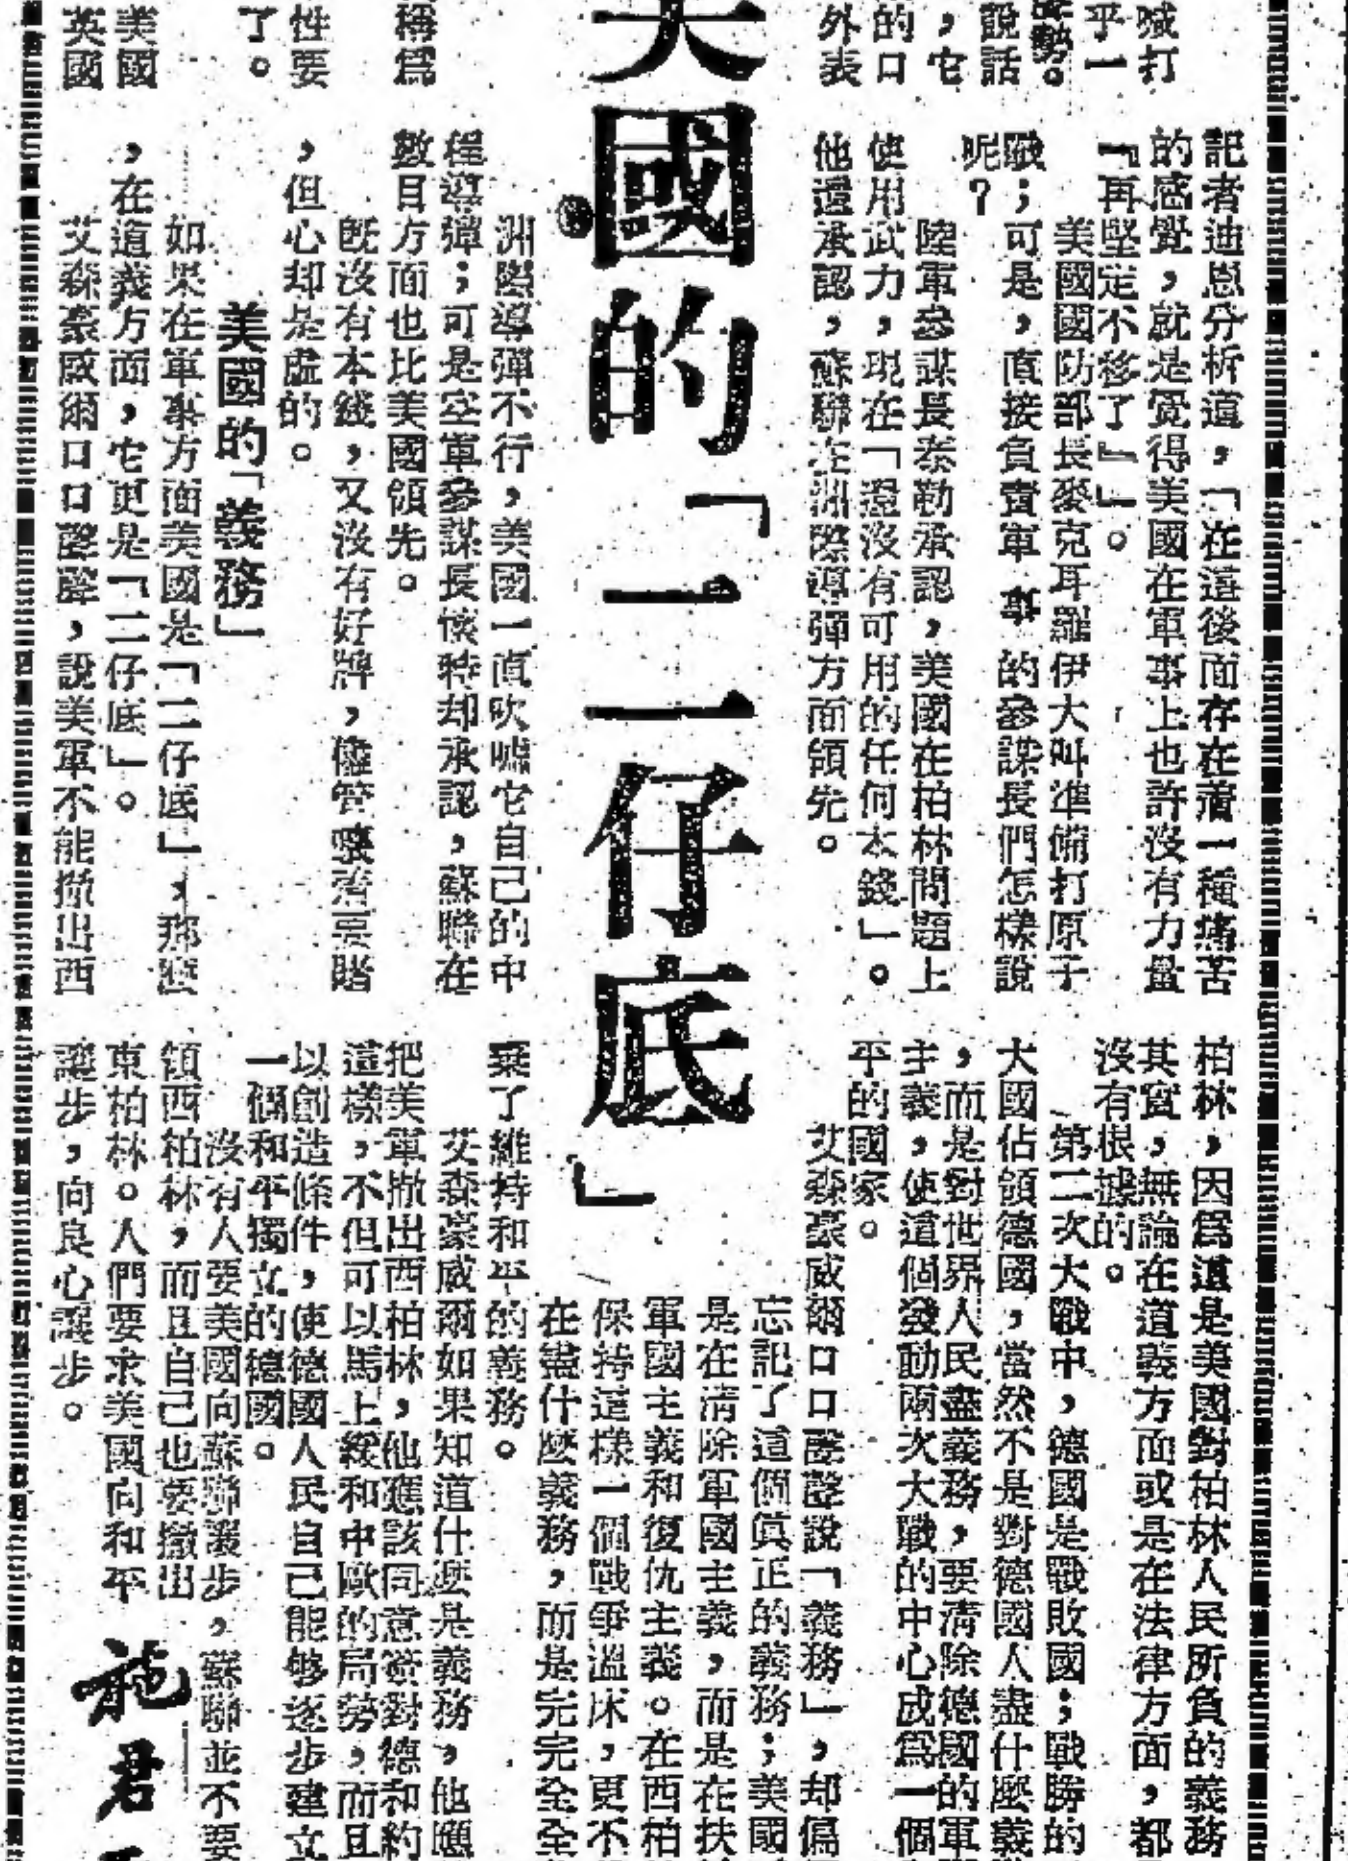 喊打
乎一
勢。
說話
，它
的口
外表
大國的「二仔底」
稱爲
性要
了。
美國
英國
記者迪恩分析道，「在這後面存在着一種痛苦
的感覺，就是覺得美國在軍事上也許沒有力量
『再堅定不移了』」。
美國國防部長麥克耳羅伊大叫準備打原子
戰；可是，直接負責軍事的參謀長們怎樣說
呢？
陸軍參謀長泰勒承認，美國在柏林問題上
使用武力，現在「還沒有可用的任何本錢」。
他還承認，蘇聯在洲際導彈方面領先。
洲際導彈不行，美國一直吹噓它自己的中
程導彈；可是空軍參謀長懷特却承認，蘇聯在
數目方面也比美國領先。
既沒有本錢，又沒有好牌，儘管嚷着要賭
，但心却是虛的。
美國的「義務」
如果在軍事方面美國是「二仔底」，那麼
，在道義方面，它更是「二仔底」。
艾森豪威爾口口聲聲，說美軍不能撤出西
柏林，因爲這是美國對柏林人民所負的義務
其實，無論在道義方面或是在法律方面，都
沒有根據的。
第二次大戰中，德國是戰敗國；戰勝的
大國佔領德國，當然不是對德國人盡什麼義
，而是對世界人民盡義務，要清除德國的軍
主義，使這個發動兩次大戰的中心成爲一個
平的國家。
艾森豪威爾口口聲聲說「義務」，却偏
忘記了這個眞正的義務；美國
是在清除軍國主義，而是在扶
軍國主義和復仇主義。在西柏
保持這樣一個戰爭溫床，更不
在盡什麼義務，而是完完全全
棄了維持和平的義務。
艾森豪威爾如果知道什麼是義務，他應
把美軍撤出西柏林，他應該同意簽對德和約
這樣，不但可以馬上緩和中歐的局勢，而且
以創造條件，使德國人民自己能够逐步建立
一個和平獨立的德國。
沒有人要美國向蘇聯讓步，蘇聯並不要
領西柏林，而且自己也要撤出
東柏林。人們要求美國向和平
讓步，向良心讓步。
施君